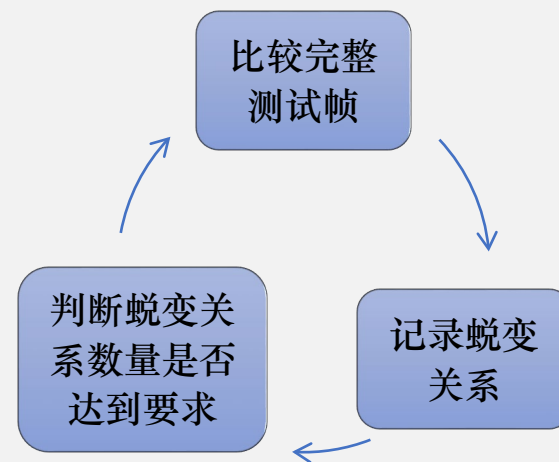 比较完整
测试帧
记录蜕变
关系
判断蜕变关
系数量是否
达到要求